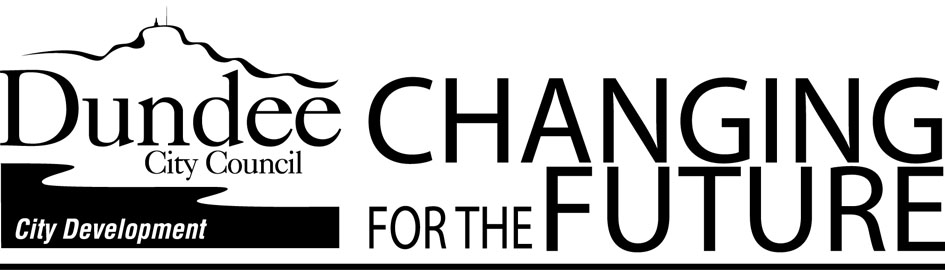 Dundee
City Council
City Development
CHANGING
FOR THE FUTURE